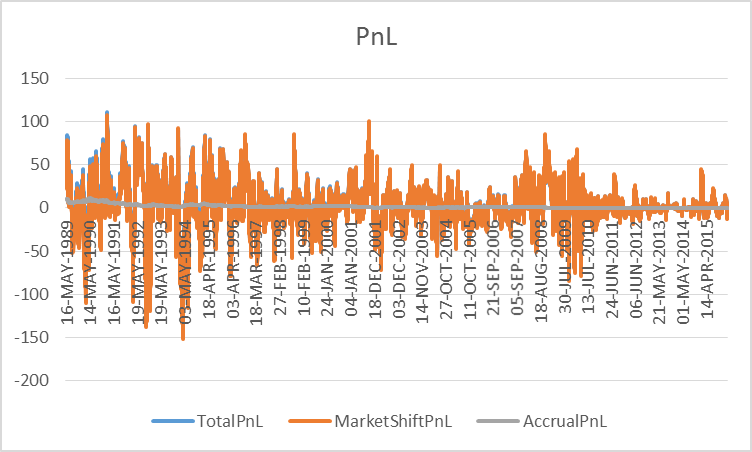 PnL
150
100
50
0
-50
-100
-150
-200
16-MAY-1989
14-MAY-1990
16-MAY-1991
19-MAY-1992
19-MAY-1993
03-MAY-1994
18-APR-1995
03-APR-1996
18-MAR-1997
27-FEB-1998
10-FEB-1999
24-JAN-2000
04-JAN-2001
18-DEC-2001
03-DEC-2002
14-NOV-2003
27-OCT-2004
11-OCT-2005
21-SEP-2006
05-SEP-2007
18-AUG-2008
30-JUL-2009
13-JUL-2010
24-JUN-2011
06-JUN-2012
21-MAY-2013
01-MAY-2014
14-APR-2015
TotalPnL MarketShiftPnL AccrualPnL